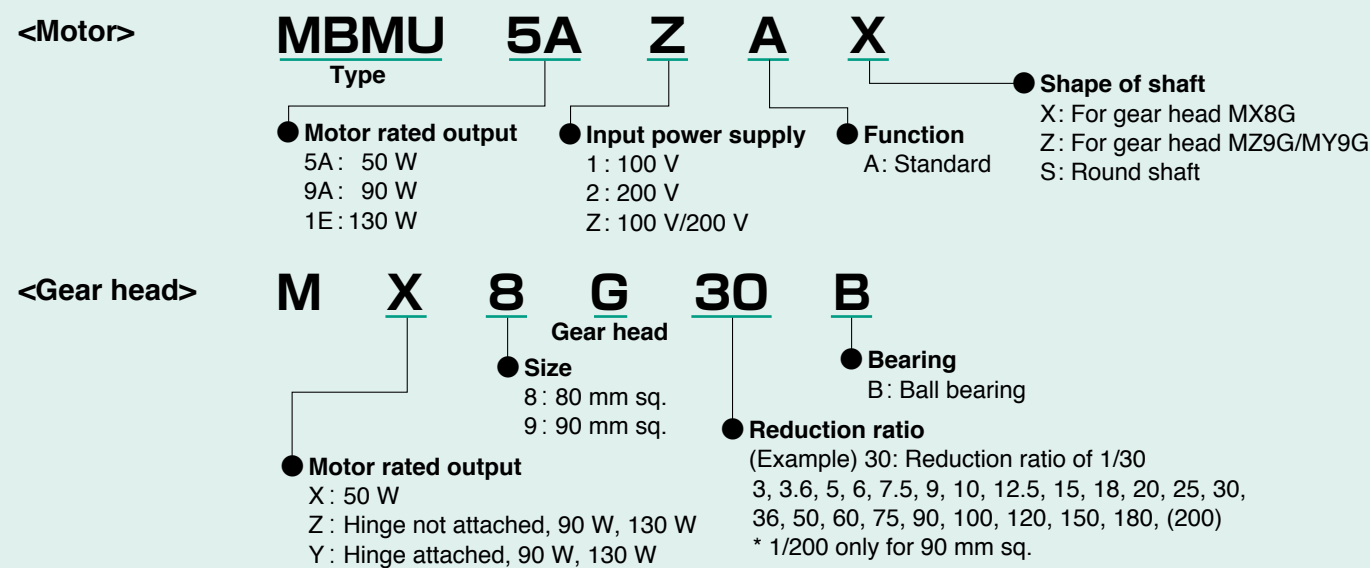 <Motor>
MBMU 5A Z A X
Type
Shape of shaft
X: For gear head MX8G
Z: For gear head MZ9G/MY9G
S: Round shaft
Motor rated output
5A: 50 W
9A: 90 W
1E: 130 W
Input power supply
1: 100 V
2: 200 V
Z: 100 V/200 V
Function
A: Standard
<Gear head>
M X 8 G 30 B
Gear head
Size
8: 80 mm sq.
9: 90 mm sq.
Bearing
B: Ball bearing
Motor rated output
X: 50 W
Z: Hinge not attached, 90 W, 130 W
Y: Hinge attached, 90 W, 130 W
Reduction ratio
(Example) 30: Reduction ratio of 1/30
3, 3.6, 5, 6, 7.5, 9, 10, 12.5, 15, 18, 20, 25, 30,
36, 50, 60, 75, 90, 100, 120, 150, 180, (200)
* 1/200 only for 90 mm sq.